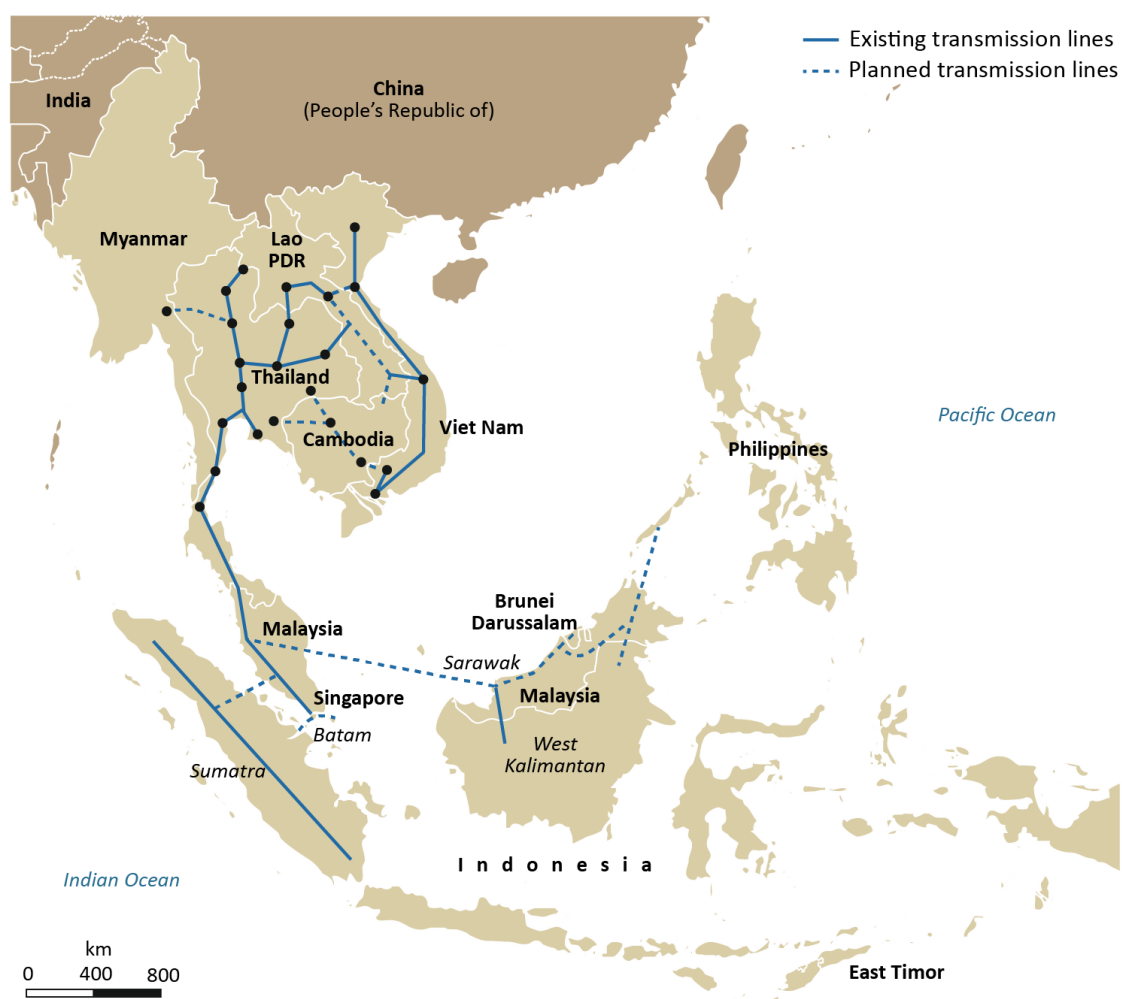 Existing transmission lines
Planned transmission lines
China
(People's Republic of)
India
Myanmar
Lao
PDR
Thailand
Cambodia
Viet Nam
Pacific Ocean
Philippines
Brunei
Darussalam
Malaysia
Sarawak
Malaysia
Singapore
Batam
West
Kalimantan
Sumatra
Indonesia
Indian Ocean
km
0 400 800
East Timor